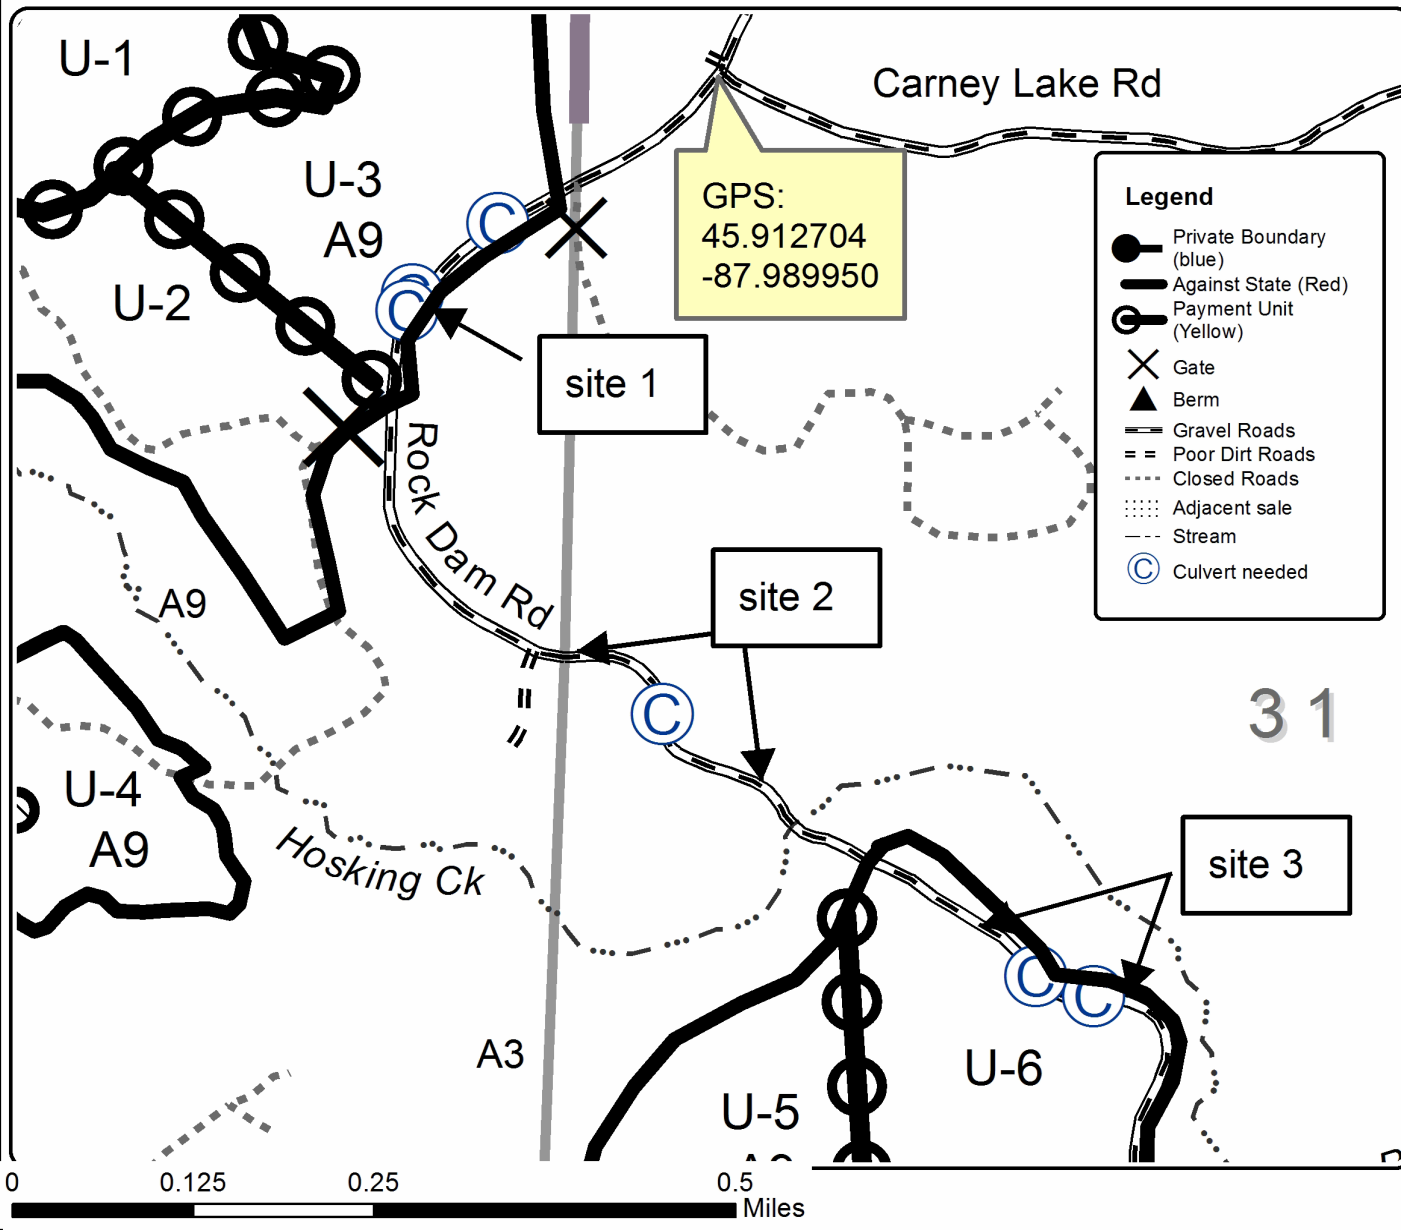 U-1
Carney Lake Rd
U-3
A9
GPS:
45.912704
-87.989950
U-2
C
C
C
site 1
Legend
Private Boundary
(blue)
Against State (Red)
Payment Unit
(Yellow)
Gate
Berm
Gravel Roads
Poor Dirt Roads
Closed Roads
Adjacent sale
Stream
C Culvert needed
Rock Dam Rd
A9
site 2
C
31
U-4
A9
Hosking Ck
site 3
C
C
A3
U-6
U-5
0 0.125 0.25 0.5
Miles